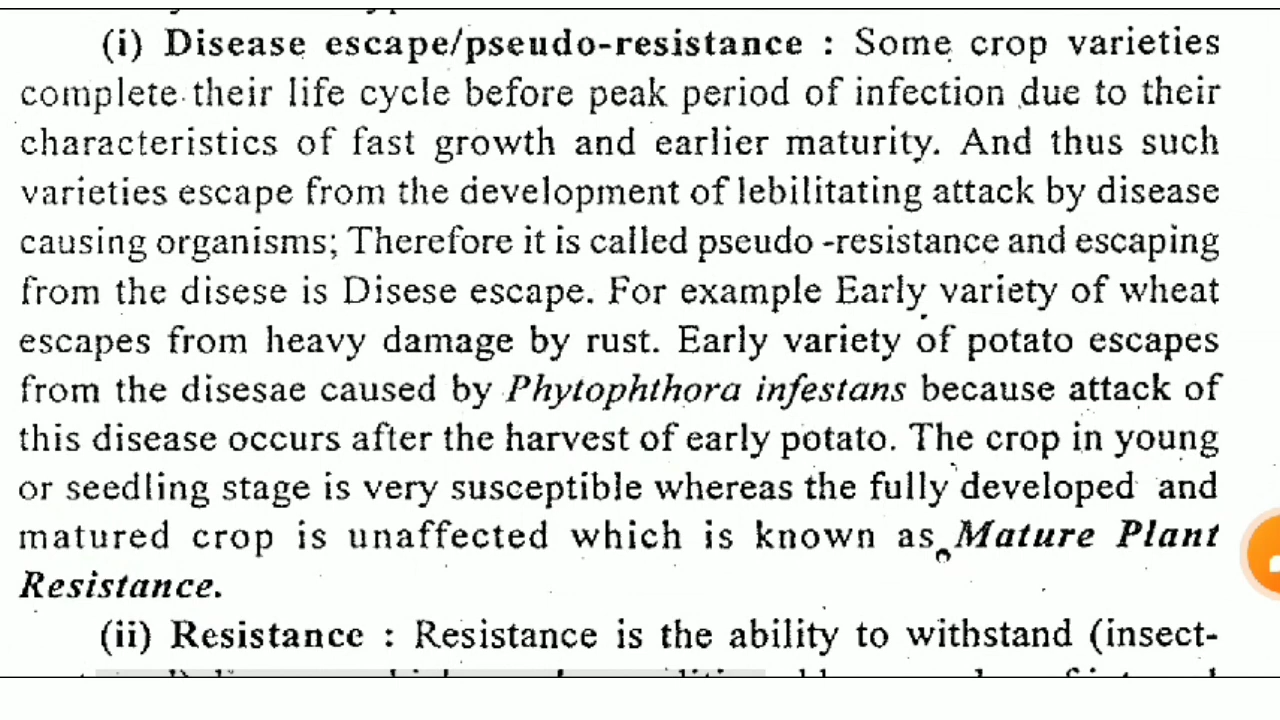 (i) Disease escape/pseudo-resistance : Some crop varieties
complete their life cycle before peak period of infection due to their
characteristics of fast growth and earlier maturity. And thus such
varieties escape from the development of lebilitating attack by disease
causing organisms; Therefore it is called pseudo -resistance and escaping
from the disese is Disese escape. For example Early variety of wheat
escapes from heavy damage by rust. Early variety of potato escapes
from the disesae caused by Phytophthora infestans because attack of
this disease occurs after the harvest of early potato. The crop in young
or seedling stage is very susceptible whereas the fully developed and
matured crop is unaffected which is known as Mature Plant
Resistance.
(ii) Resistance : Resistance is the ability to withstand (insect-